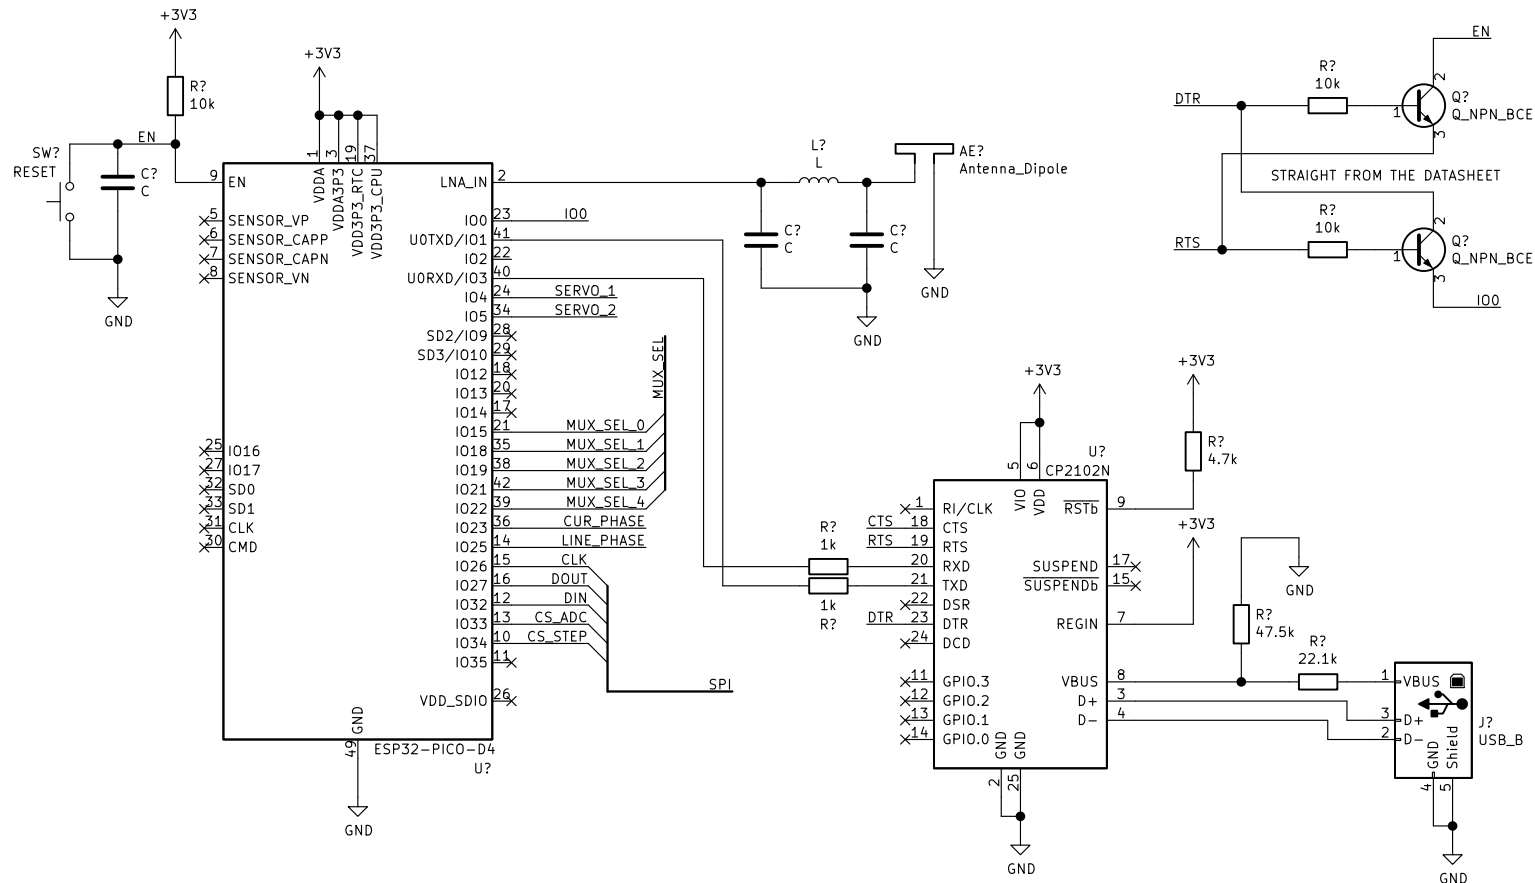 +3V3
R?
10k
EN
SW?
RESET
C?
C
GND
+3V3
1
3
19
37
VDDA
VDDA3P3
VDD3P3_RTC
VDD3P3_CPU
9 EN
5 SENSOR_VP
6 SENSOR_CAPP
7 SENSOR_CAPN
8 SENSOR_VN
25 IO16
27 IO17
32 SD0
33 SD1
31 CLK
30 CMD
LNA_IN 2
IO0 23 IO0
U0TXD/IO1 41
IO2 22
U0RXD/IO3 40
IO4 24 SERVO_1
IO5 34 SERVO_2
SD2/IO9 28
SD3/IO10 29
IO12 18
IO13 20
IO14 17
IO15 21 MUX_SEL_0
IO18 35 MUX_SEL_1
IO19 38 MUX_SEL_2
IO21 42 MUX_SEL_3
IO22 39 MUX_SEL_4
IO23 36 CUR_PHASE
IO25 14 LINE_PHASE
IO26 15 CLK
IO27 16 DOUT
IO32 12 DIN
IO33 13 CS_ADC
IO34 10 CS_STEP
IO35 11
VDD_SDIO 26
MUX_SEL
SPI
GND
49
ESP32-PICO-D4
U?
GND
L?
L
C?
C
C?
C
GND
AE?
Antenna_Dipole
GND
EN
R?
10k
DTR
1
2
3
Q?
Q_NPN_BCE
STRAIGHT FROM THE DATASHEET
R?
10k
RTS
1
2
3
Q?
Q_NPN_BCE
IO0
+3V3
+3V3
R?
4.7k
U?
CP2102N
5
6
VIO
VDD
1 RI/CLK
CTS 18 CTS
RTS 19 RTS
20 RXD
21 TXD
22 DSR
DTR 23 DTR
24 DCD
11 GPIO.3
12 GPIO.2
13 GPIO.1
14 GPIO.0
R?
1k
1k
R?
RSTb 9
SUSPEND 17
SUSPENDb 15
REGIN 7
VBUS 8
D+ 3
D- 4
GND
GND
2
25
GND
+3V3
GND
R?
47.5k
R?
22.1k
1 VBUS
3 D+
2 D-
GND
Shield
4
5
J?
USB_B
GND